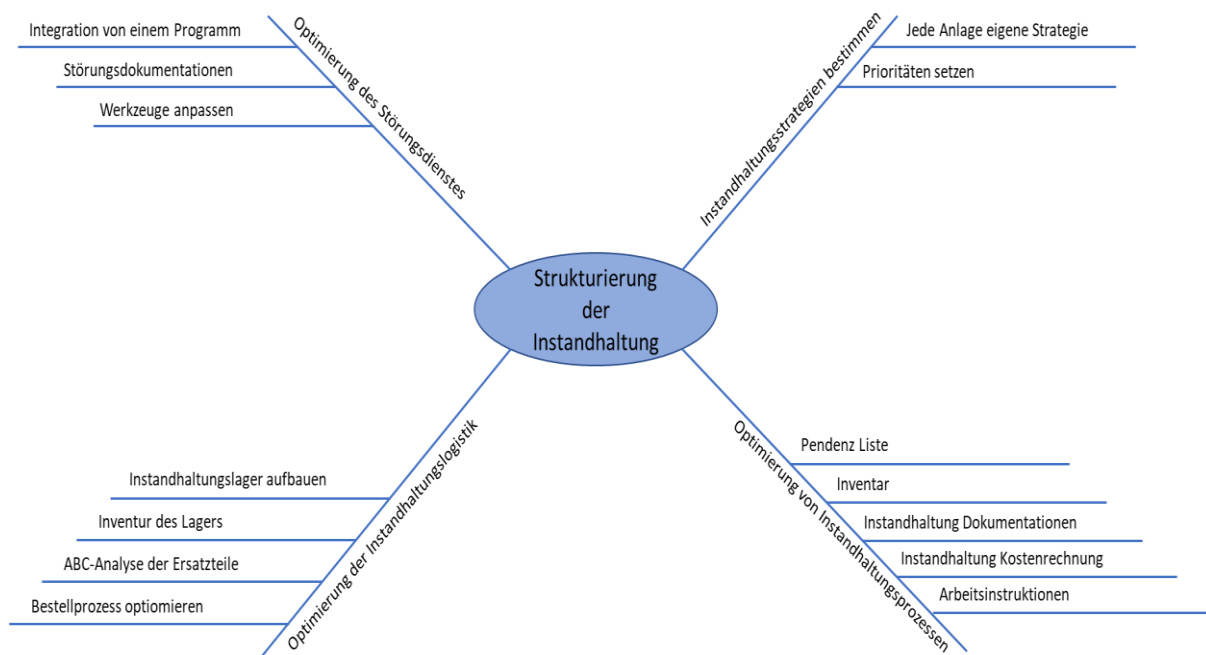 Optimierung des Störungsdienstes
Integration von einem Programm
Störungsdokumentationen
Werkzeuge anpassen
Instandhaltungsstrategien bestimmen
Jede Anlage eigene Strategie
Prioritäten setzen
Strukturierung
der
Instandhaltung
Optimierung der Instandhaltungslogistik
Instandhaltungslager aufbauen
Inventur des Lagers
ABC-Analyse der Ersatzteile
Bestellprozess optiomieren
Optimierung von Instandhaltungsprozessen
Pendenz Liste
Inventar
Instandhaltung Dokumentationen
Instandhaltung Kostenrechnung
Arbeitsinstruktionen